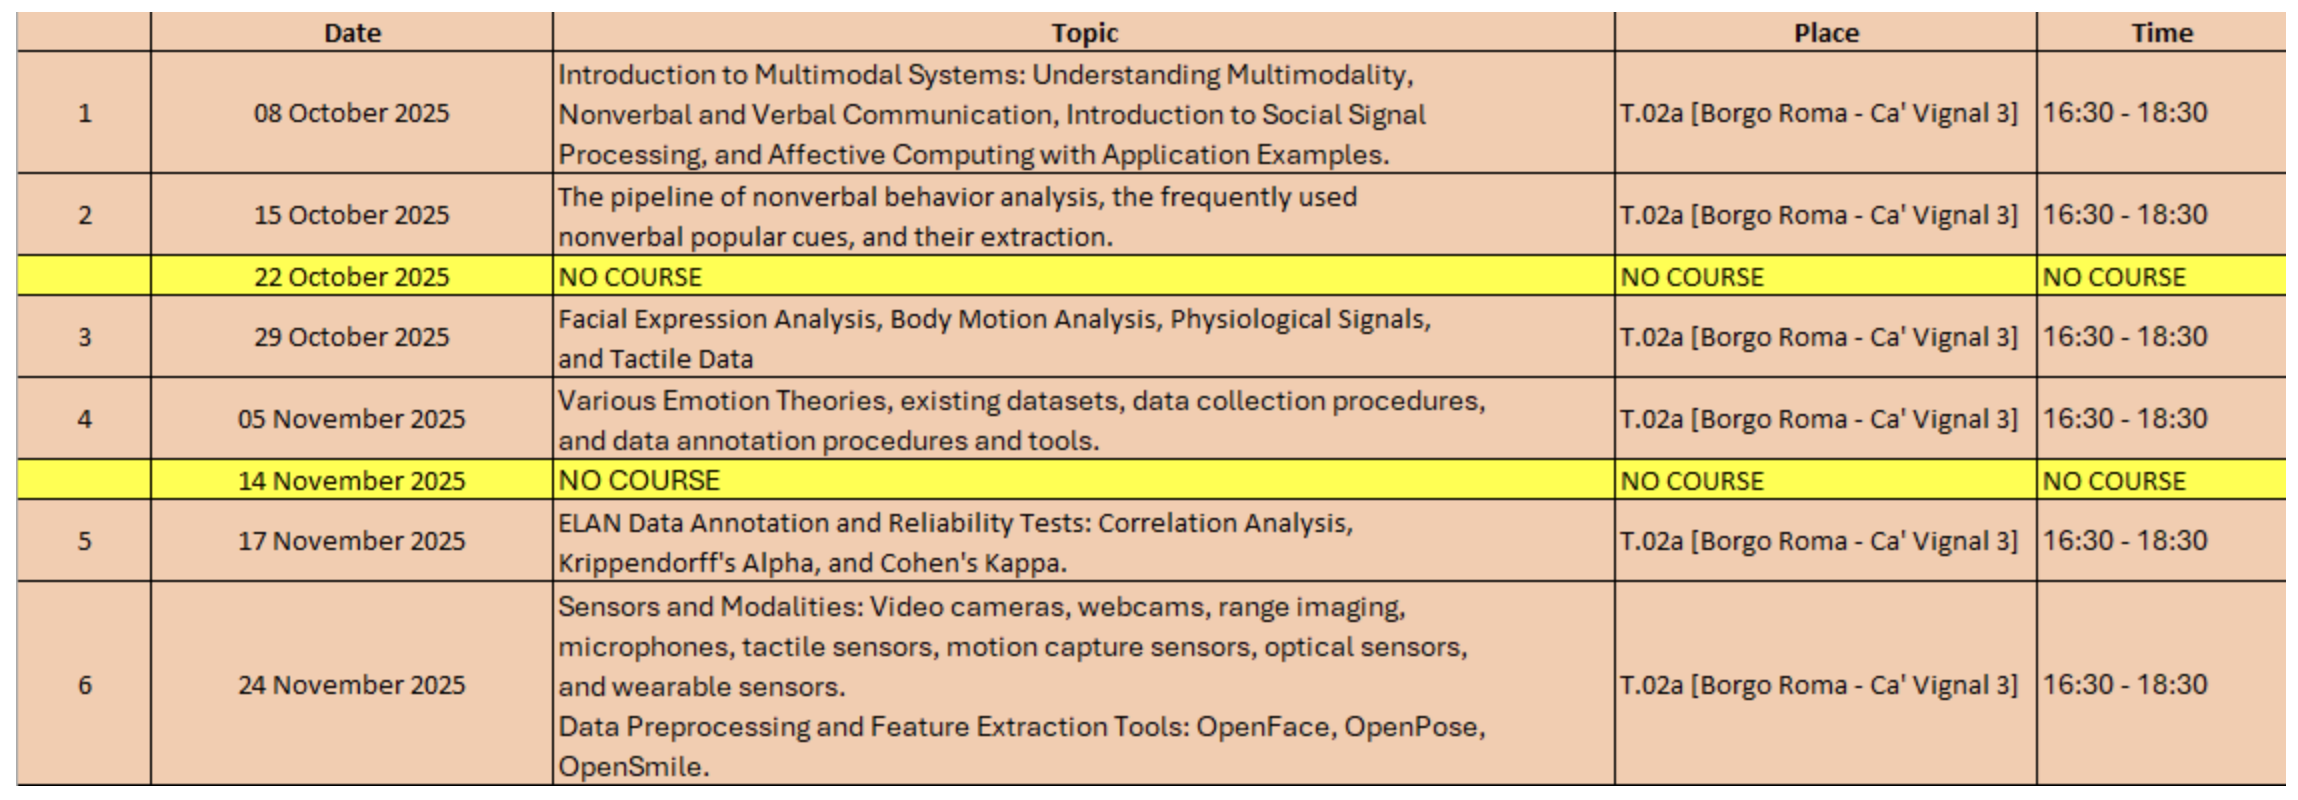 Date Topic Place Time
Introduction to Multimodal Systems: Understanding Multimodality,
1 08 October 2025 Nonverbal and Verbal Communication, Introduction to Social Signal T.02a [Borgo Roma - Ca' Vignal 3] 16:30 - 18:30
Processing, and Affective Computing with Application Examples.
The pipeline of nonverbal behavior analysis, the frequently used
2 15 October 2025 T.02a [Borgo Roma - Ca' Vignal 3] 16:30 - 18:30
nonverbal popular cues, and their extraction.
22 October 2025 NO COURSE NO COURSE NO COURSE
Facial Expression Analysis, Body Motion Analysis, Physiological Signals,
3 29 October 2025 T.02a [Borgo Roma - Ca' Vignal 3] 16:30 - 18:30
and Tactile Data
Various Emotion Theories, existing datasets, data collection procedures,
4 05 November 2025 T.02a [Borgo Roma - Ca' Vignal 3] 16:30 - 18:30
and data annotation procedures and tools.
14 November 2025 NO COURSE NO COURSE NO COURSE
ELAN Data Annotation and Reliability Tests: Correlation Analysis,
5 17 November 2025 T.02a [Borgo Roma - Ca' Vignal 3] 16:30 - 18:30
Krippendorff's Alpha, and Cohen's Kappa.
Sensors and Modalities: Video cameras, webcams, range imaging,
microphones, tactile sensors, motion capture sensors, optical sensors,
6 24 November 2025 and wearable sensors. T.02a [Borgo Roma - Ca' Vignal 3] 16:30 - 18:30
Data Preprocessing and Feature Extraction Tools: OpenFace, OpenPose,
OpenSmile.